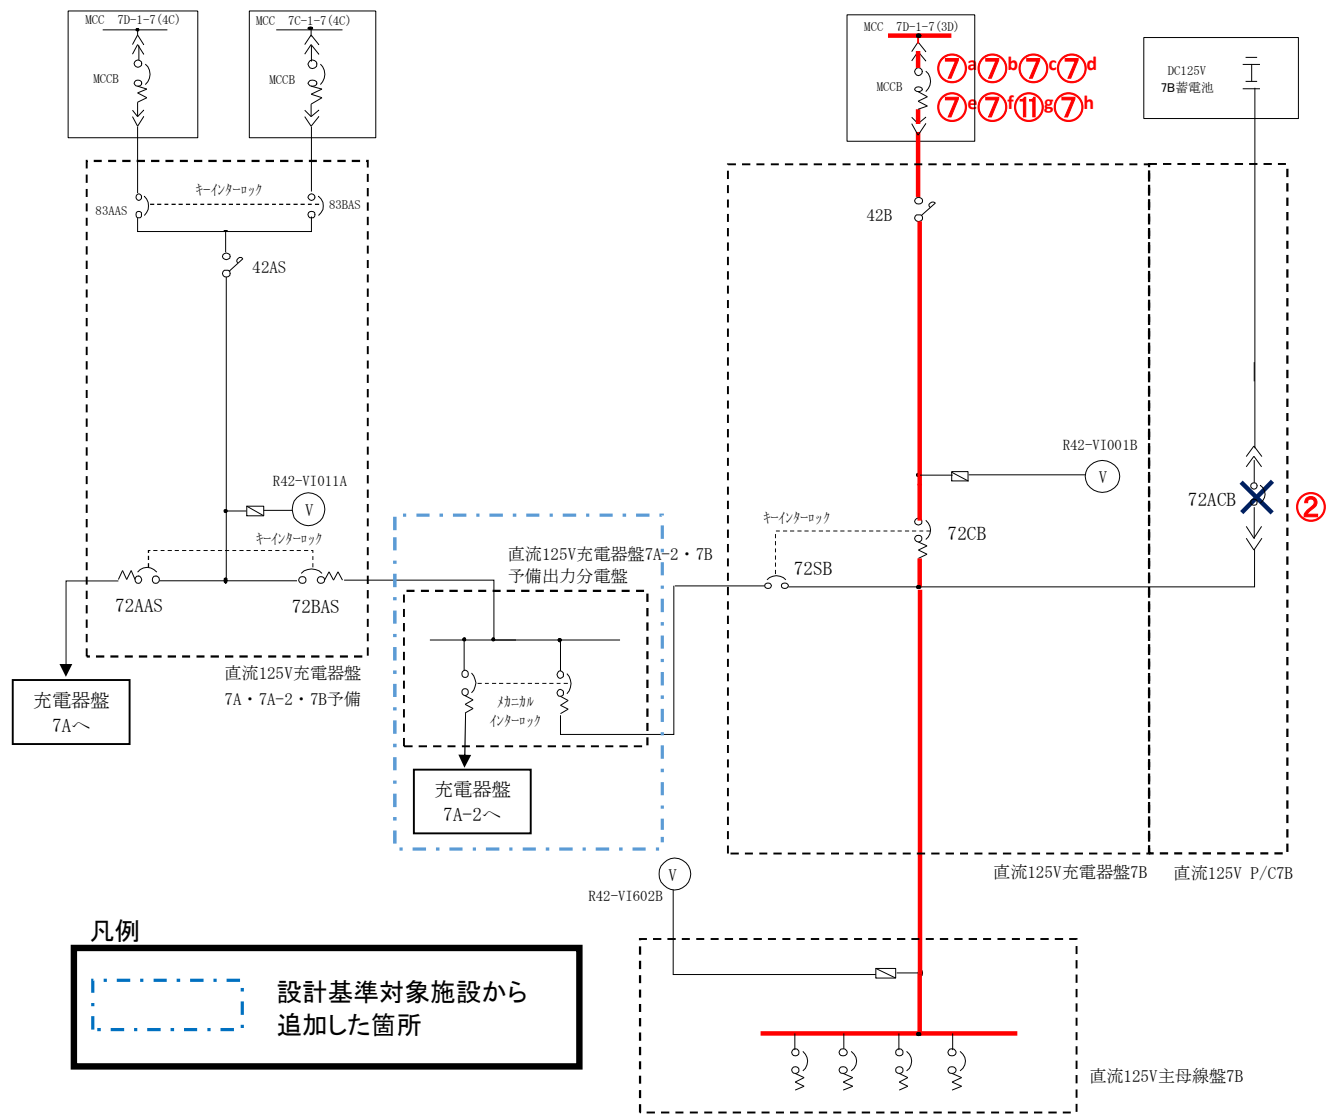 MCC 7D-1-7(4C)
MCCB
MCC 7C-1-7(4C)
MCCB
MCC 7D-1-7(3D)
MCCB
⑦a⑦b⑦c⑦d
⑦e⑦f⑪g⑦h
DC125V
7B蓄電池
キーインターロック
83AAS
83BAS
42AS
42B
R42-VI011A
V
キーインターロック
72AAS
72BAS
直流125V充電器盤
7A・7A-2・7B予備
充電器盤
7Aへ
直流125V充電器盤7A-2・7B
予備出力分電盤
メカニカル
インターロック
充電器盤
7A-2へ
R42-VI001B
V
キーインターロック
72CB
72SB
72ACB
②
直流125V充電器盤7B
直流125V P/C7B
V
R42-VI602B
直流125V主母線盤7B
凡例
設計基準対象施設から
追加した箇所